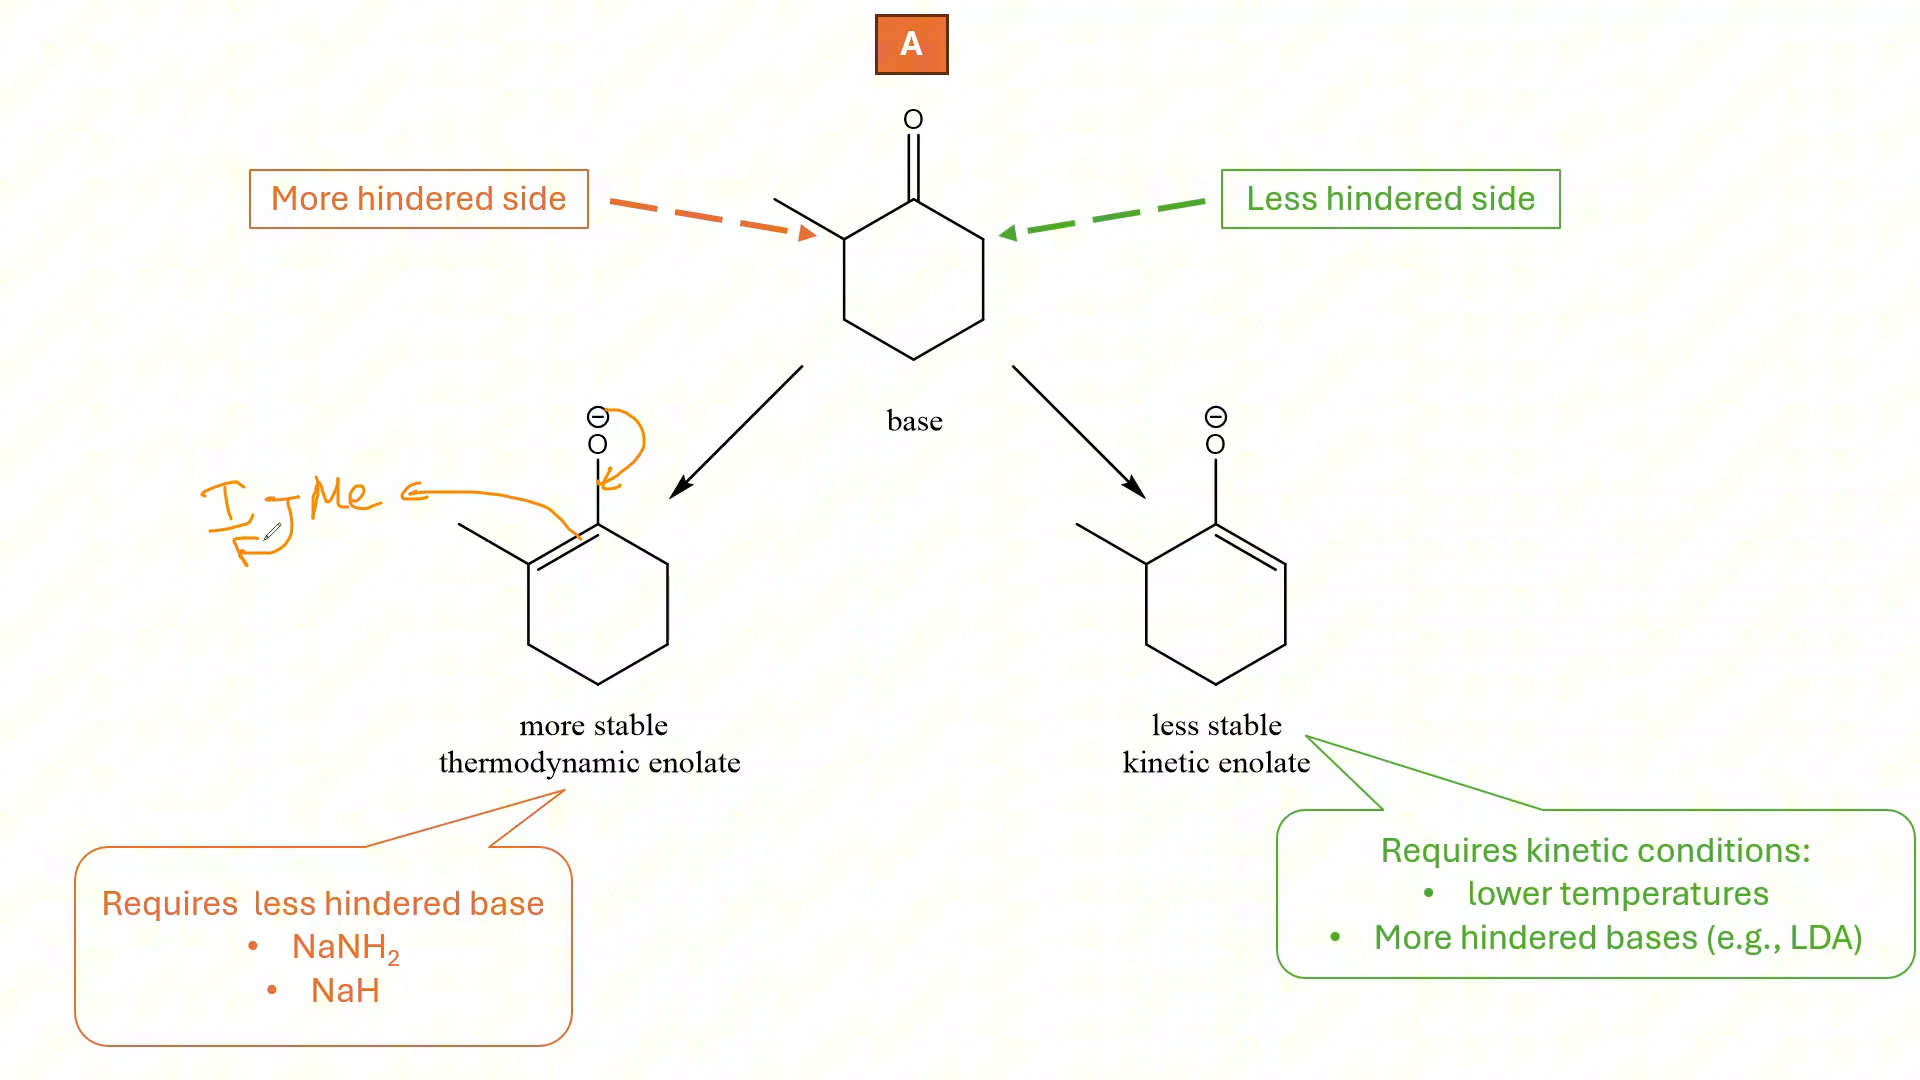 A
O
More hindered side
Less hindered side
base
⊖
O
⊖
O
I Me
more stable
thermodynamic enolate
less stable
kinetic enolate
Requires less hindered base
• NaNH₂
• NaH
Requires kinetic conditions:
• lower temperatures
• More hindered bases (e.g., LDA)